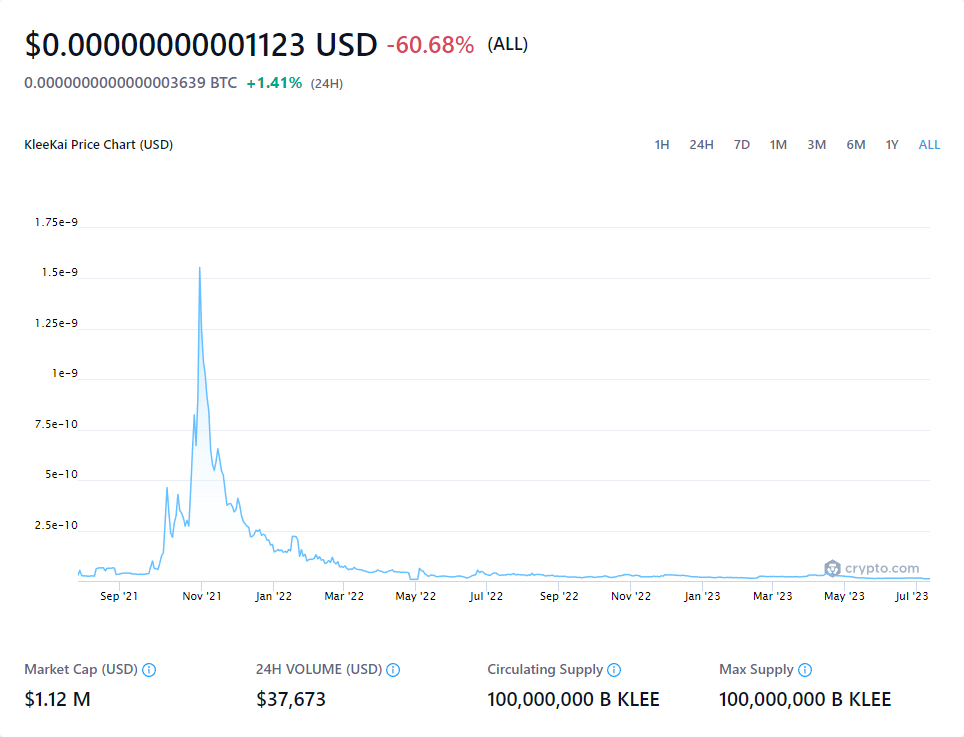 $0.00000000001123 USD -60.68% (ALL)
0.0000000000000003639 BTC +1.41% (24H)
KleeKai Price Chart (USD) 1H 24H 7D 1M 3M 6M 1Y ALL
1.75e-9
1.5e-9
1.25e-9
1e-9
7.5e-10
5e-10
2.5e-10
crypto.com
Sep '21 Nov '21 Jan '22 Mar '22 May '22 Jul '22 Sep '22 Nov '22 Jan '23 Mar '23 May '23 Jul '23
Market Cap (USD) 24H VOLUME (USD) Circulating Supply Max Supply
$1.12 M $37,673 100,000,000 B KLEE 100,000,000 B KLEE